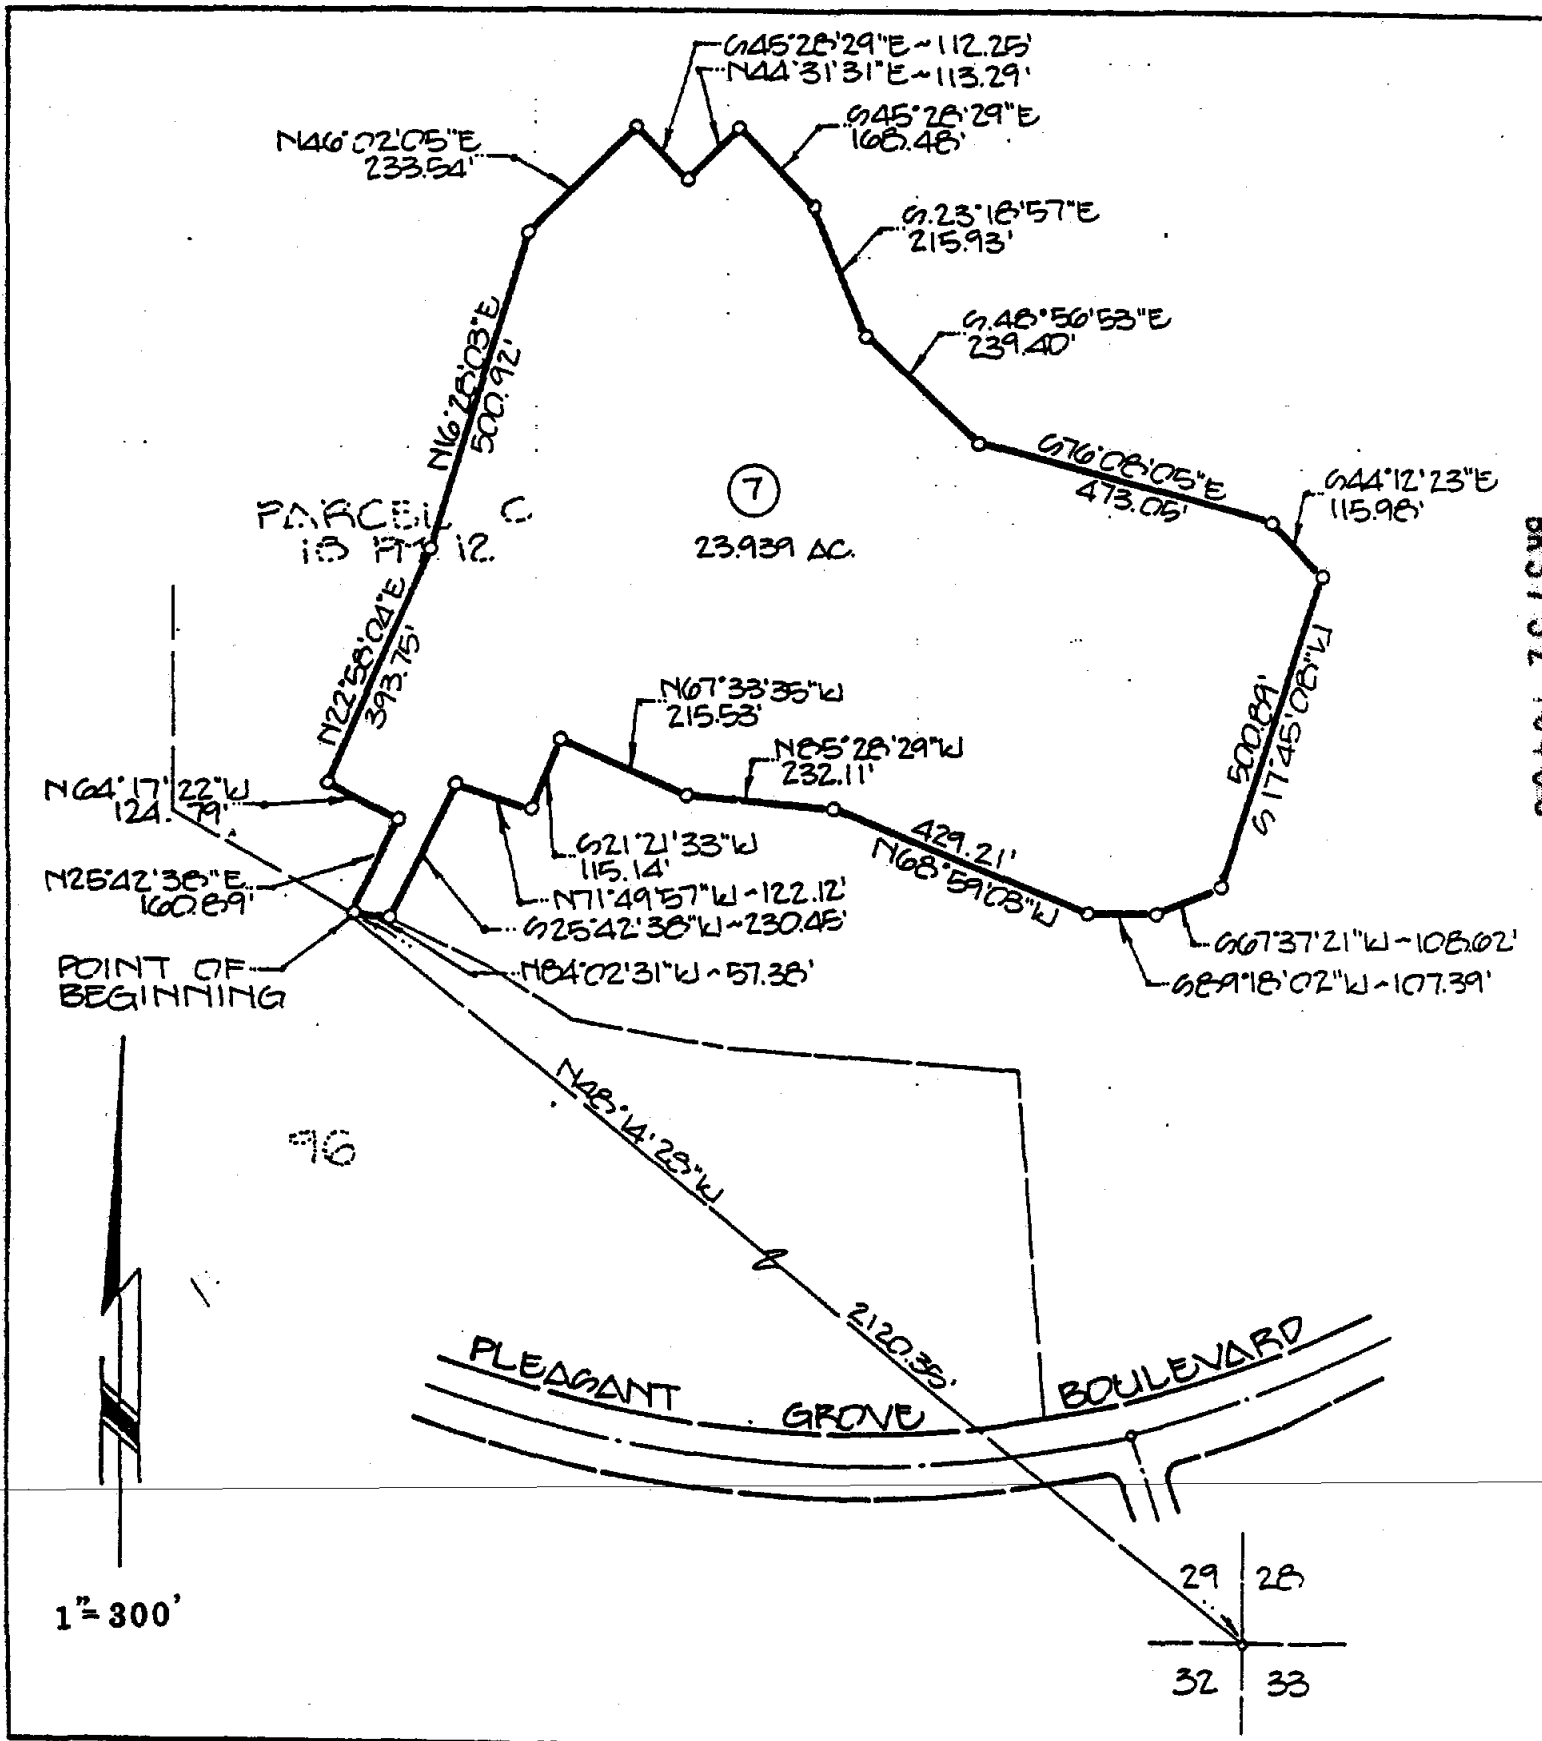 S45°28'29"E~112.25'
N44°31'31"E~113.29'
N46°02'05"E
233.54'
S45°28'29"E
168.48'
S.23°18'57"E
215.93'
S.48°56'53"E
239.40'
N16°28'03"E
500.92'
S76°08'05"E
473.05'
S44°12'23"E
115.98'
PARCEL C
18 PM 12
7
23.939 AC.
N22°58'04"E
393.75'
500.89'
S17°45'08"W
N67°33'35"W
215.53'
N85°28'29"W
232.11'
N64°17'22"W
124.79'
429.21'
N68°59'03"W
S21°21'33"W
115.14'
N25°42'38"E
160.89'
N71°49'57"W~122.12'
S25°42'38"W~230.45'
S67°37'21"W~108.62'
POINT OF
BEGINNING
N84°02'31"W~57.38'
S89°18'02"W~107.39'
N48°14'28"W
96
2120.35'
PLEASANT GROVE BOULEVARD
29 28
1"=300'
32 33